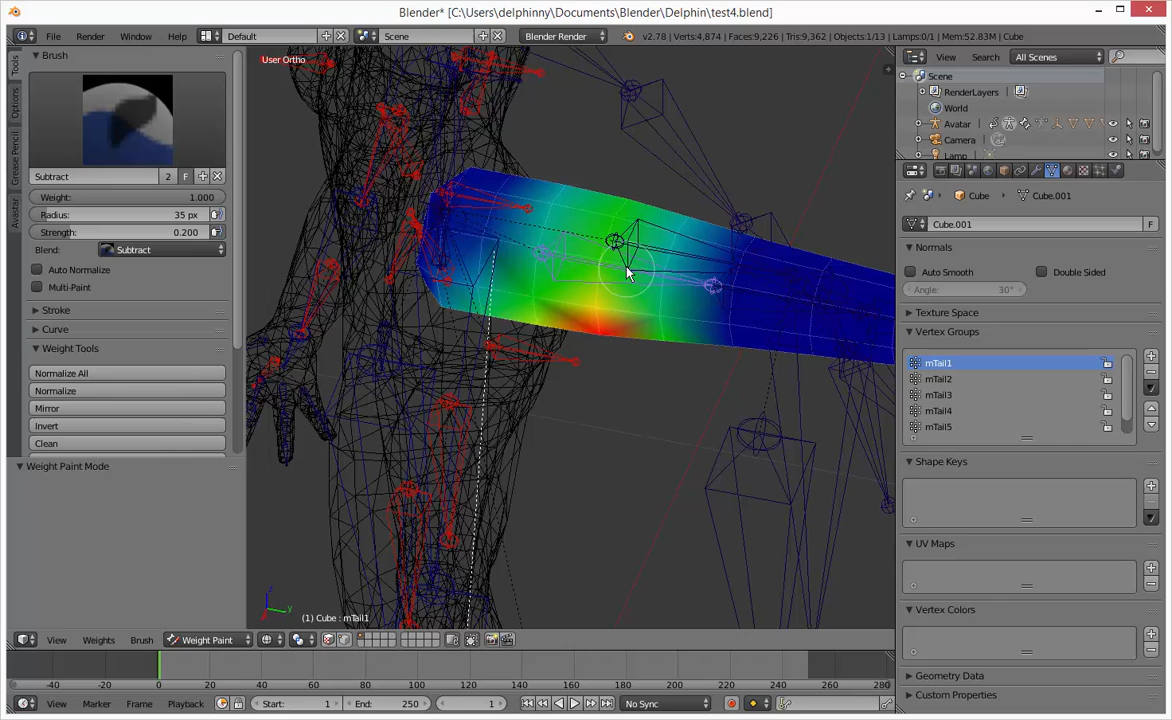 Blender* [C:\Users\delphinny\Documents\Blender\Delphin\test4.blend]
File Render Window Help Default Scene Blender Render v2.78 | Verts:4,874 | Faces:9,226 | Tris:9,362 | Objects:1/13 | Lamps:0/1 | Mem:52.83M | Cube
View Search All Scenes
Tools
Options
Grease Pencil
Avastar
Brush
Subtract 2 F
Weight: 1.000
Radius: 35 px
Strength: 0.200
Blend: Subtract
Auto Normalize
Multi-Paint
Stroke
Curve
Weight Tools
Normalize All
Normalize
Mirror
Invert
Clean
Weight Paint Mode
User Ortho
z
y
(1) Cube : mTail1
View Weights Brush Weight Paint
Scene
RenderLayers
World
Avatar
Camera
Lamp
Cube Cube.001
Cube.001 F
Normals
Auto Smooth Double Sided
Angle: 30°
Texture Space
Vertex Groups
mTail1
mTail2
mTail3
mTail4
mTail5
Shape Keys
UV Maps
Vertex Colors
Geometry Data
Custom Properties
-40 -20 0 20 40 60 80 100 120 140 160 180 200 220 240 260 280
View Marker Frame Playback Start: 1 End: 250 1 No Sync